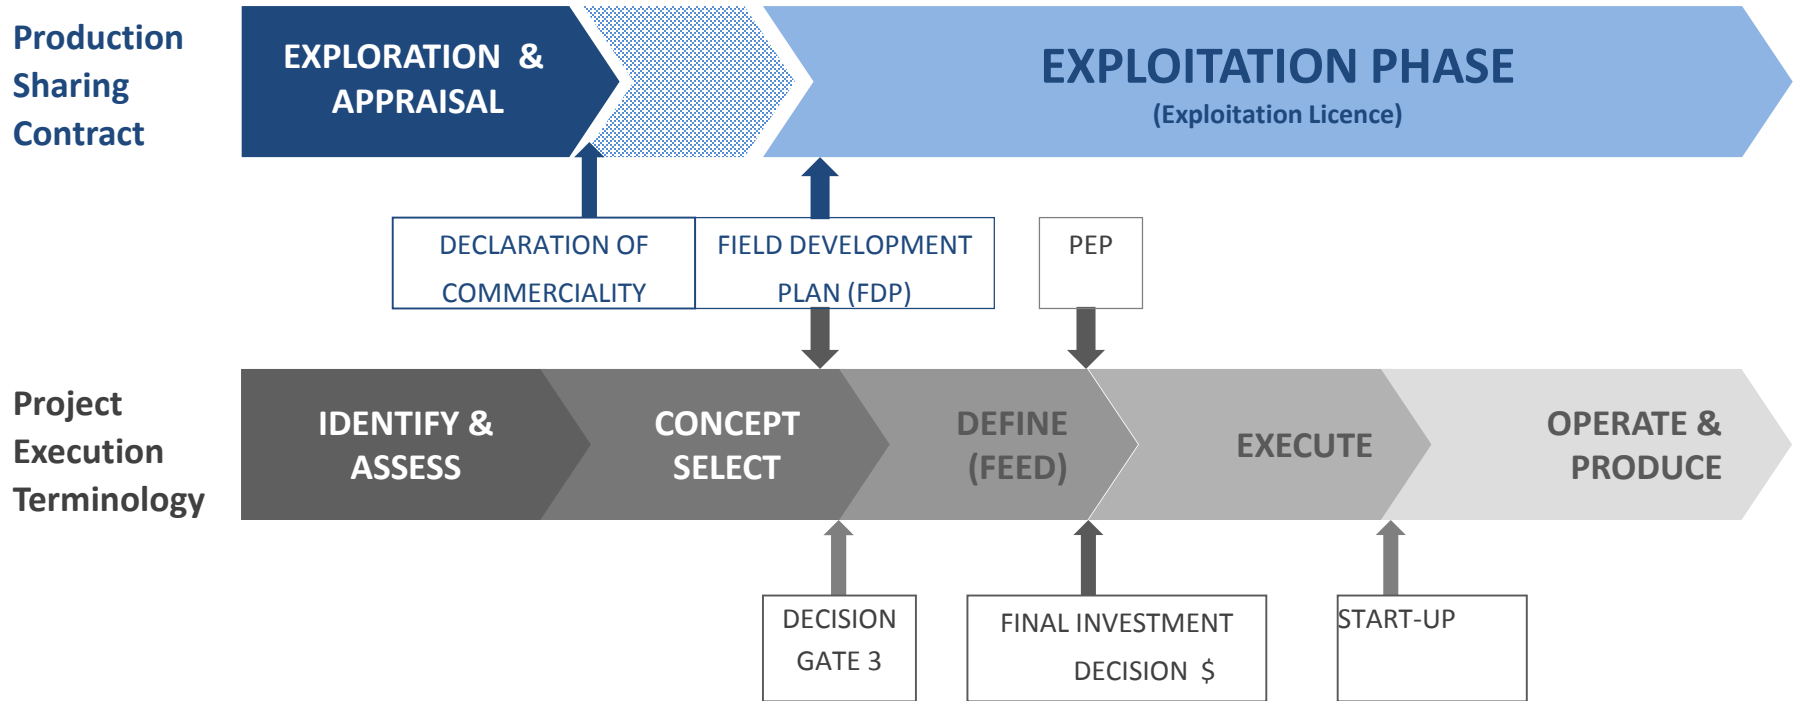 Production
Sharing
Contract
EXPLORATION &
APPRAISAL
EXPLOITATION PHASE
(Exploitation Licence)
DECLARATION OF
COMMERCIALITY
FIELD DEVELOPMENT
PLAN (FDP)
PEP
Project
Execution
Terminology
IDENTIFY &
ASSESS
CONCEPT
SELECT
DEFINE
(FEED)
EXECUTE
OPERATE &
PRODUCE
DECISION
GATE 3
FINAL INVESTMENT
DECISION $
START-UP